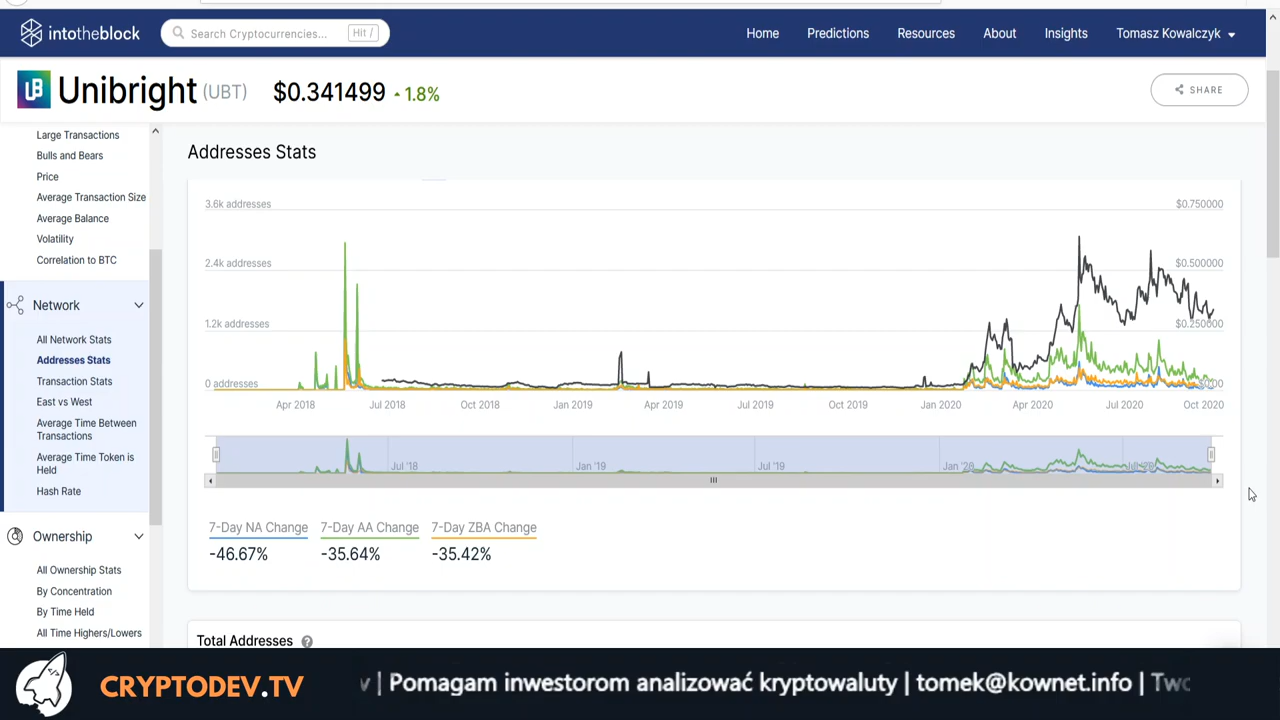 intotheblock
Search Cryptocurrencies...
Hit /
Home
Predictions
Resources
About
Insights
Tomasz Kowalczyk
UB
Unibright (UBT)
$0.341499
1.8%
SHARE
Large Transactions
Bulls and Bears
Price
Average Transaction Size
Average Balance
Volatility
Correlation to BTC
Network
All Network Stats
Addresses Stats
Transaction Stats
East vs West
Average Time Between
Transactions
Average Time Token is
Held
Hash Rate
Ownership
All Ownership Stats
By Concentration
By Time Held
All Time Highers/Lowers
Addresses Stats
3.6k addresses
$0.750000
2.4k addresses
$0.500000
1.2k addresses
$0.250000
0 addresses
$0.00
Apr 2018
Jul 2018
Oct 2018
Jan 2019
Apr 2019
Jul 2019
Oct 2019
Jan 2020
Apr 2020
Jul 2020
Oct 2020
Jul '18
Jan '19
Jul '19
7-Day NA Change
7-Day AA Change
7-Day ZBA Change
-46.67%
-35.64%
-35.42%
Total Addresses ?
CRYPTODEV.TV
| Pomagam inwestorom analizować kryptowaluty | tomek@kownet.info |